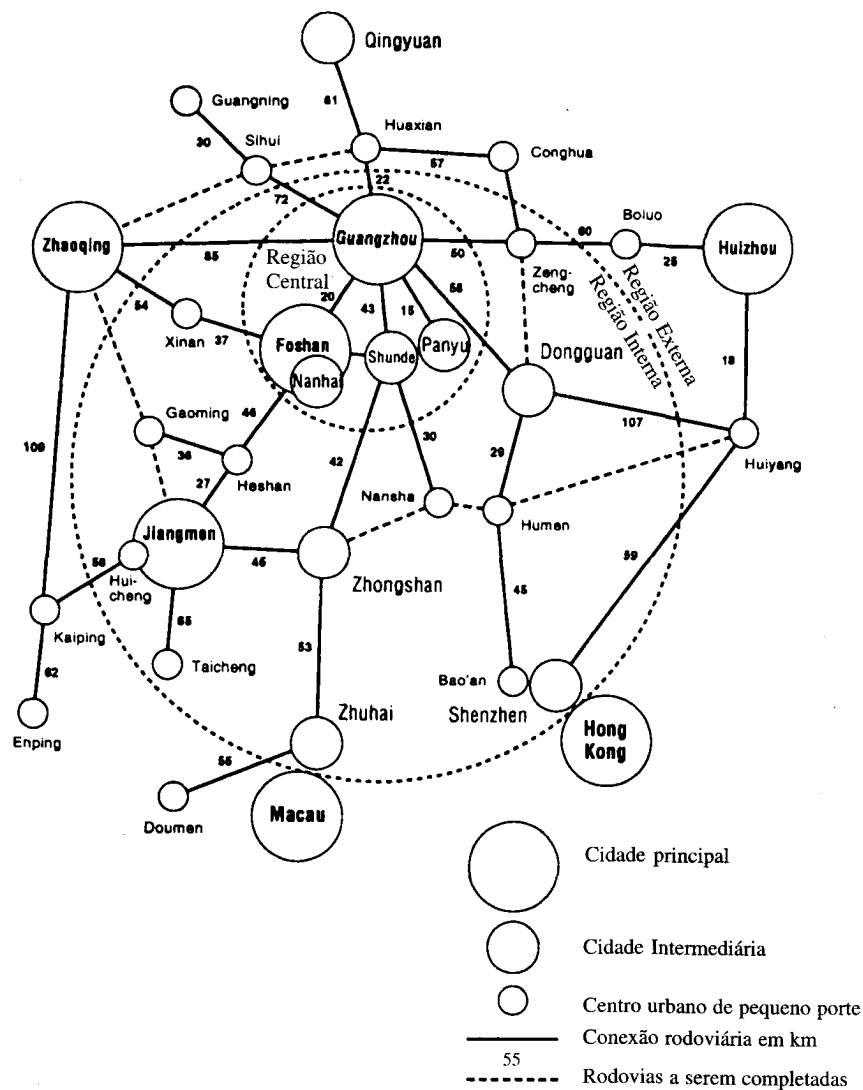 Qingyuan
61
Guangning
Huaxian
30
Sihui
57
Conghua
22
72
Boluo
Zhaoqing
Guangzhou
50
60
Huizhou
85
Região
Central
Zeng-
cheng
25
Região Externa
Região Interna
54
20
43
15
58
Xinan
37
Foshan
Shunde
Panyu
Nanhai
Dongguan
18
Gaoming
46
109
36
30
107
Heshan
42
29
Huiyang
27
Nansha
Jiangmen
Humen
46
58
Hui-
cheng
Zhongshan
59
45
Kaiping
65
53
Taicheng
62
Bao'an
Zhuhai
Shenzhen
Enping
Hong
Kong
55
Macau
Doumen
Cidade principal
Cidade Intermediária
Centro urbano de pequeno porte
Conexão rodoviária em km
55
Rodovias a serem completadas